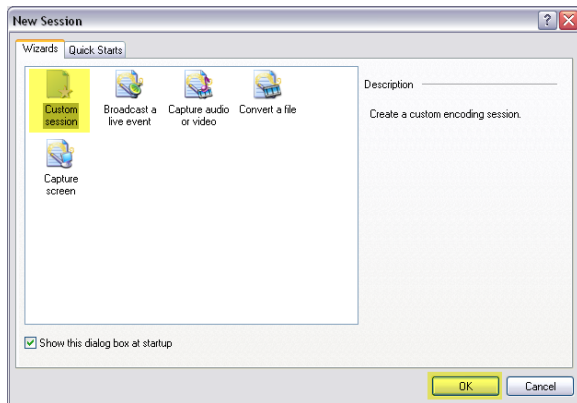 New Session
Wizards
Quick Starts
Custom
session
Broadcast a
live event
Capture audio
or video
Convert a file
Capture
screen
Description
Create a custom encoding session.
Show this dialog box at startup
OK
Cancel